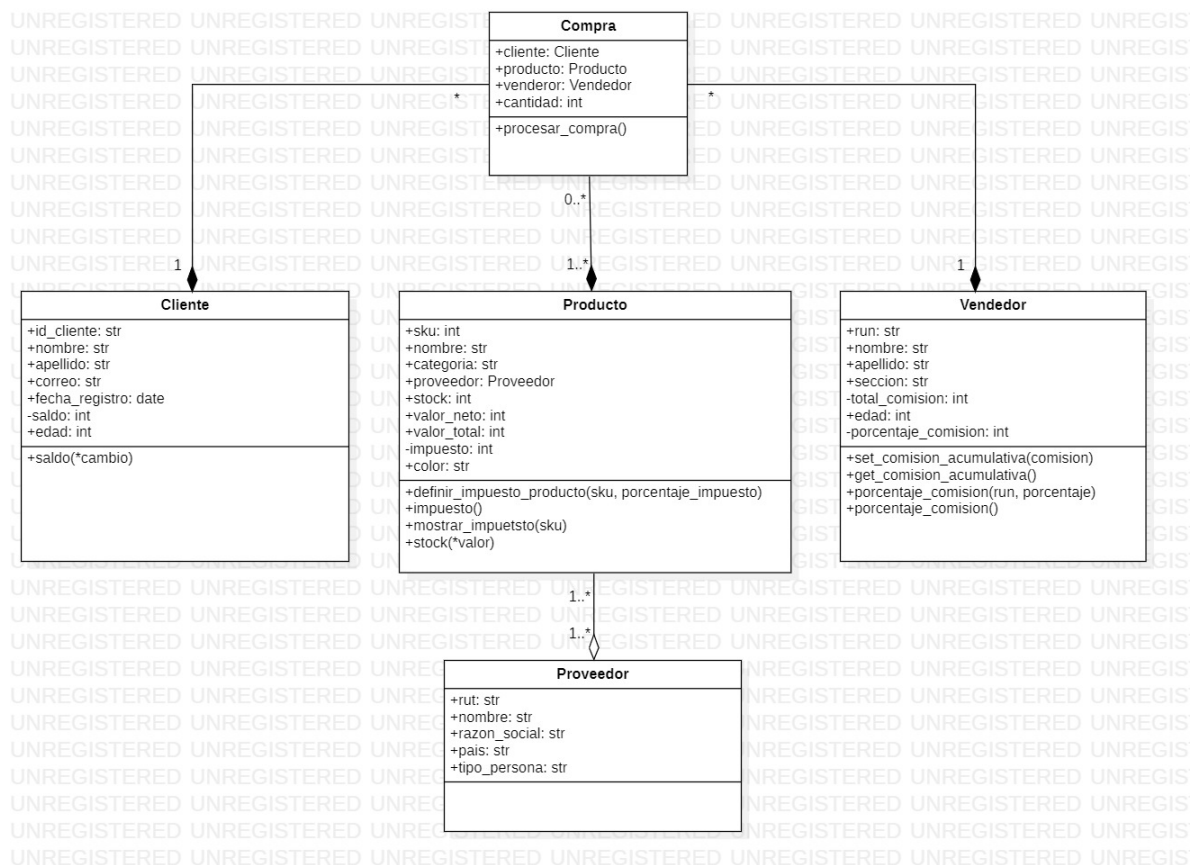 Compra
+cliente: Cliente
+producto: Producto
+venderor: Vendedor
+cantidad: int
+procesar_compra()
*
*
0..*
1
1..*
1
Cliente
+id_cliente: str
+nombre: str
+apellido: str
+correo: str
+fecha_registro: date
-saldo: int
+edad: int
+saldo(*cambio)
Producto
+sku: int
+nombre: str
+categoria: str
+proveedor: Proveedor
+stock: int
+valor_neto: int
+valor_total: int
-impuesto: int
+color: str
+definir_impuesto_producto(sku, porcentaje_impuesto)
+impuesto()
+mostrar_impuetsto(sku)
+stock(*valor)
Vendedor
+run: str
+nombre: str
+apellido: str
+seccion: str
-total_comision: int
+edad: int
-porcentaje_comision: int
+set_comision_acumulativa(comision)
+get_comision_acumulativa()
+porcentaje_comision(run, porcentaje)
+porcentaje_comision()
1..*
1..*
Proveedor
+rut: str
+nombre: str
+razon_social: str
+pais: str
+tipo_persona: str
UNREGISTERED